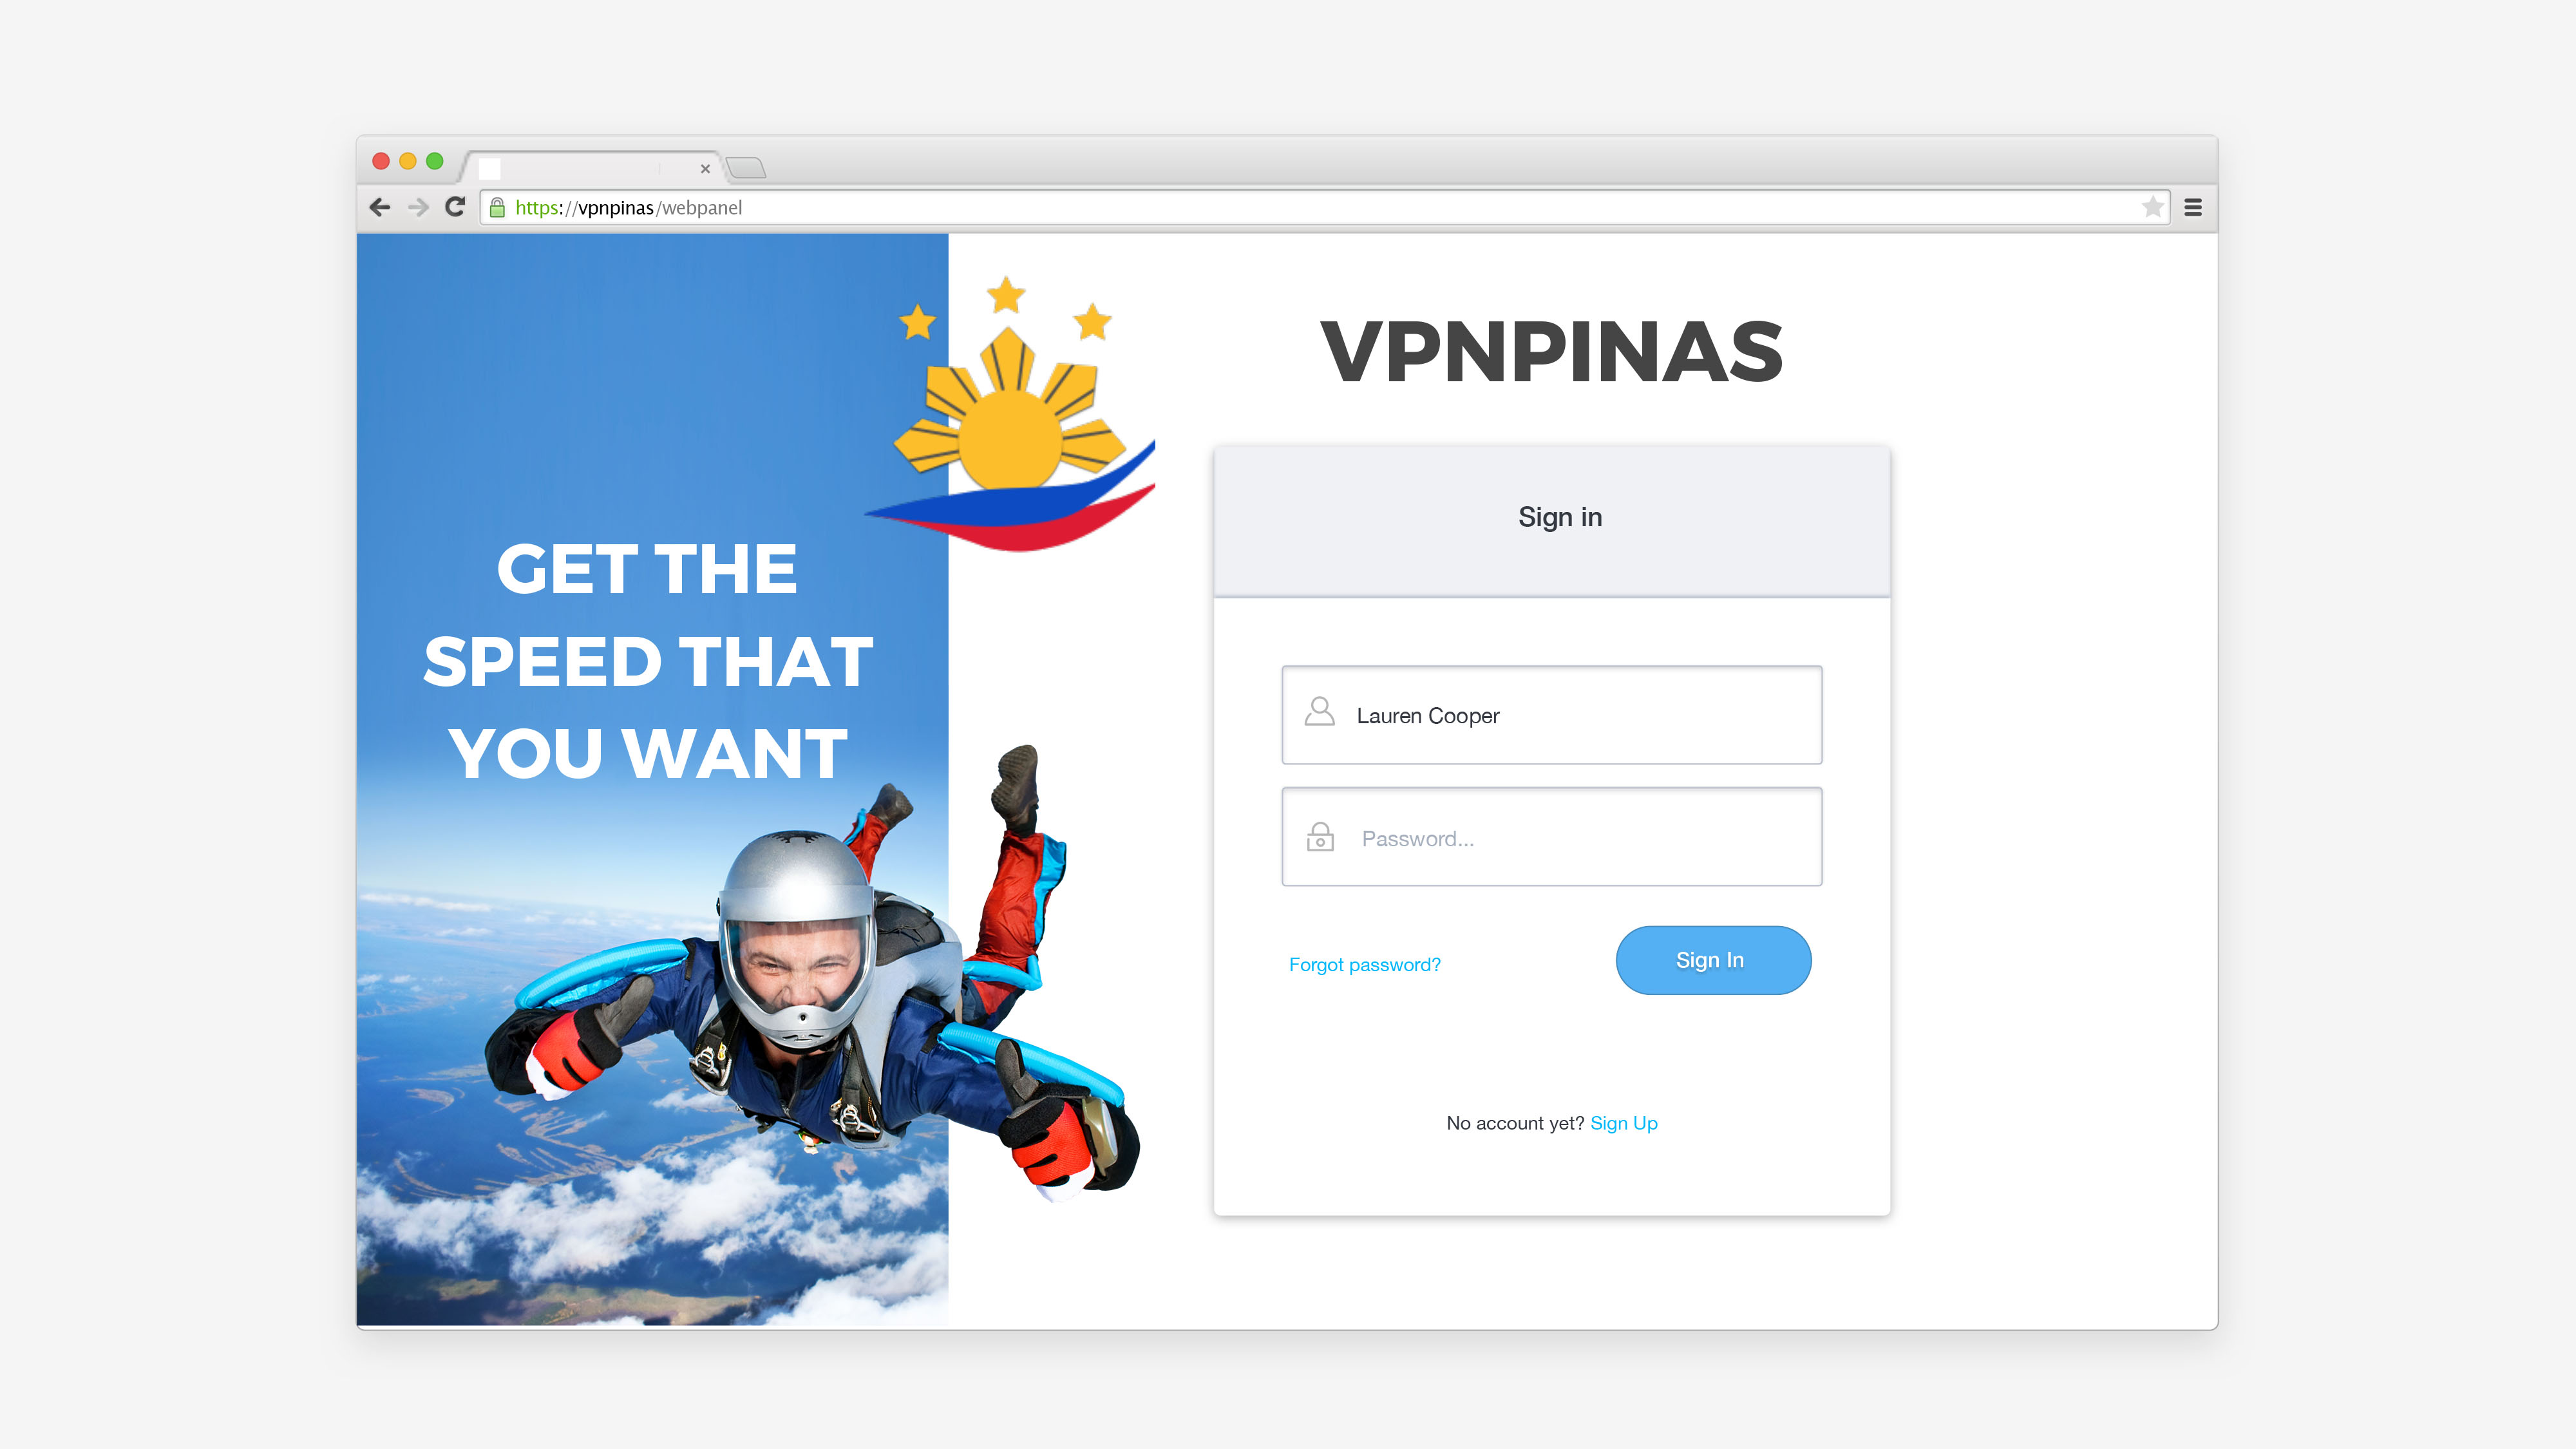 https://vpnpinas/webpanel
GET THE
SPEED THAT
YOU WANT
VPNPINAS
Sign in
Lauren Cooper
Password...
Forgot password?
Sign In
No account yet? Sign Up